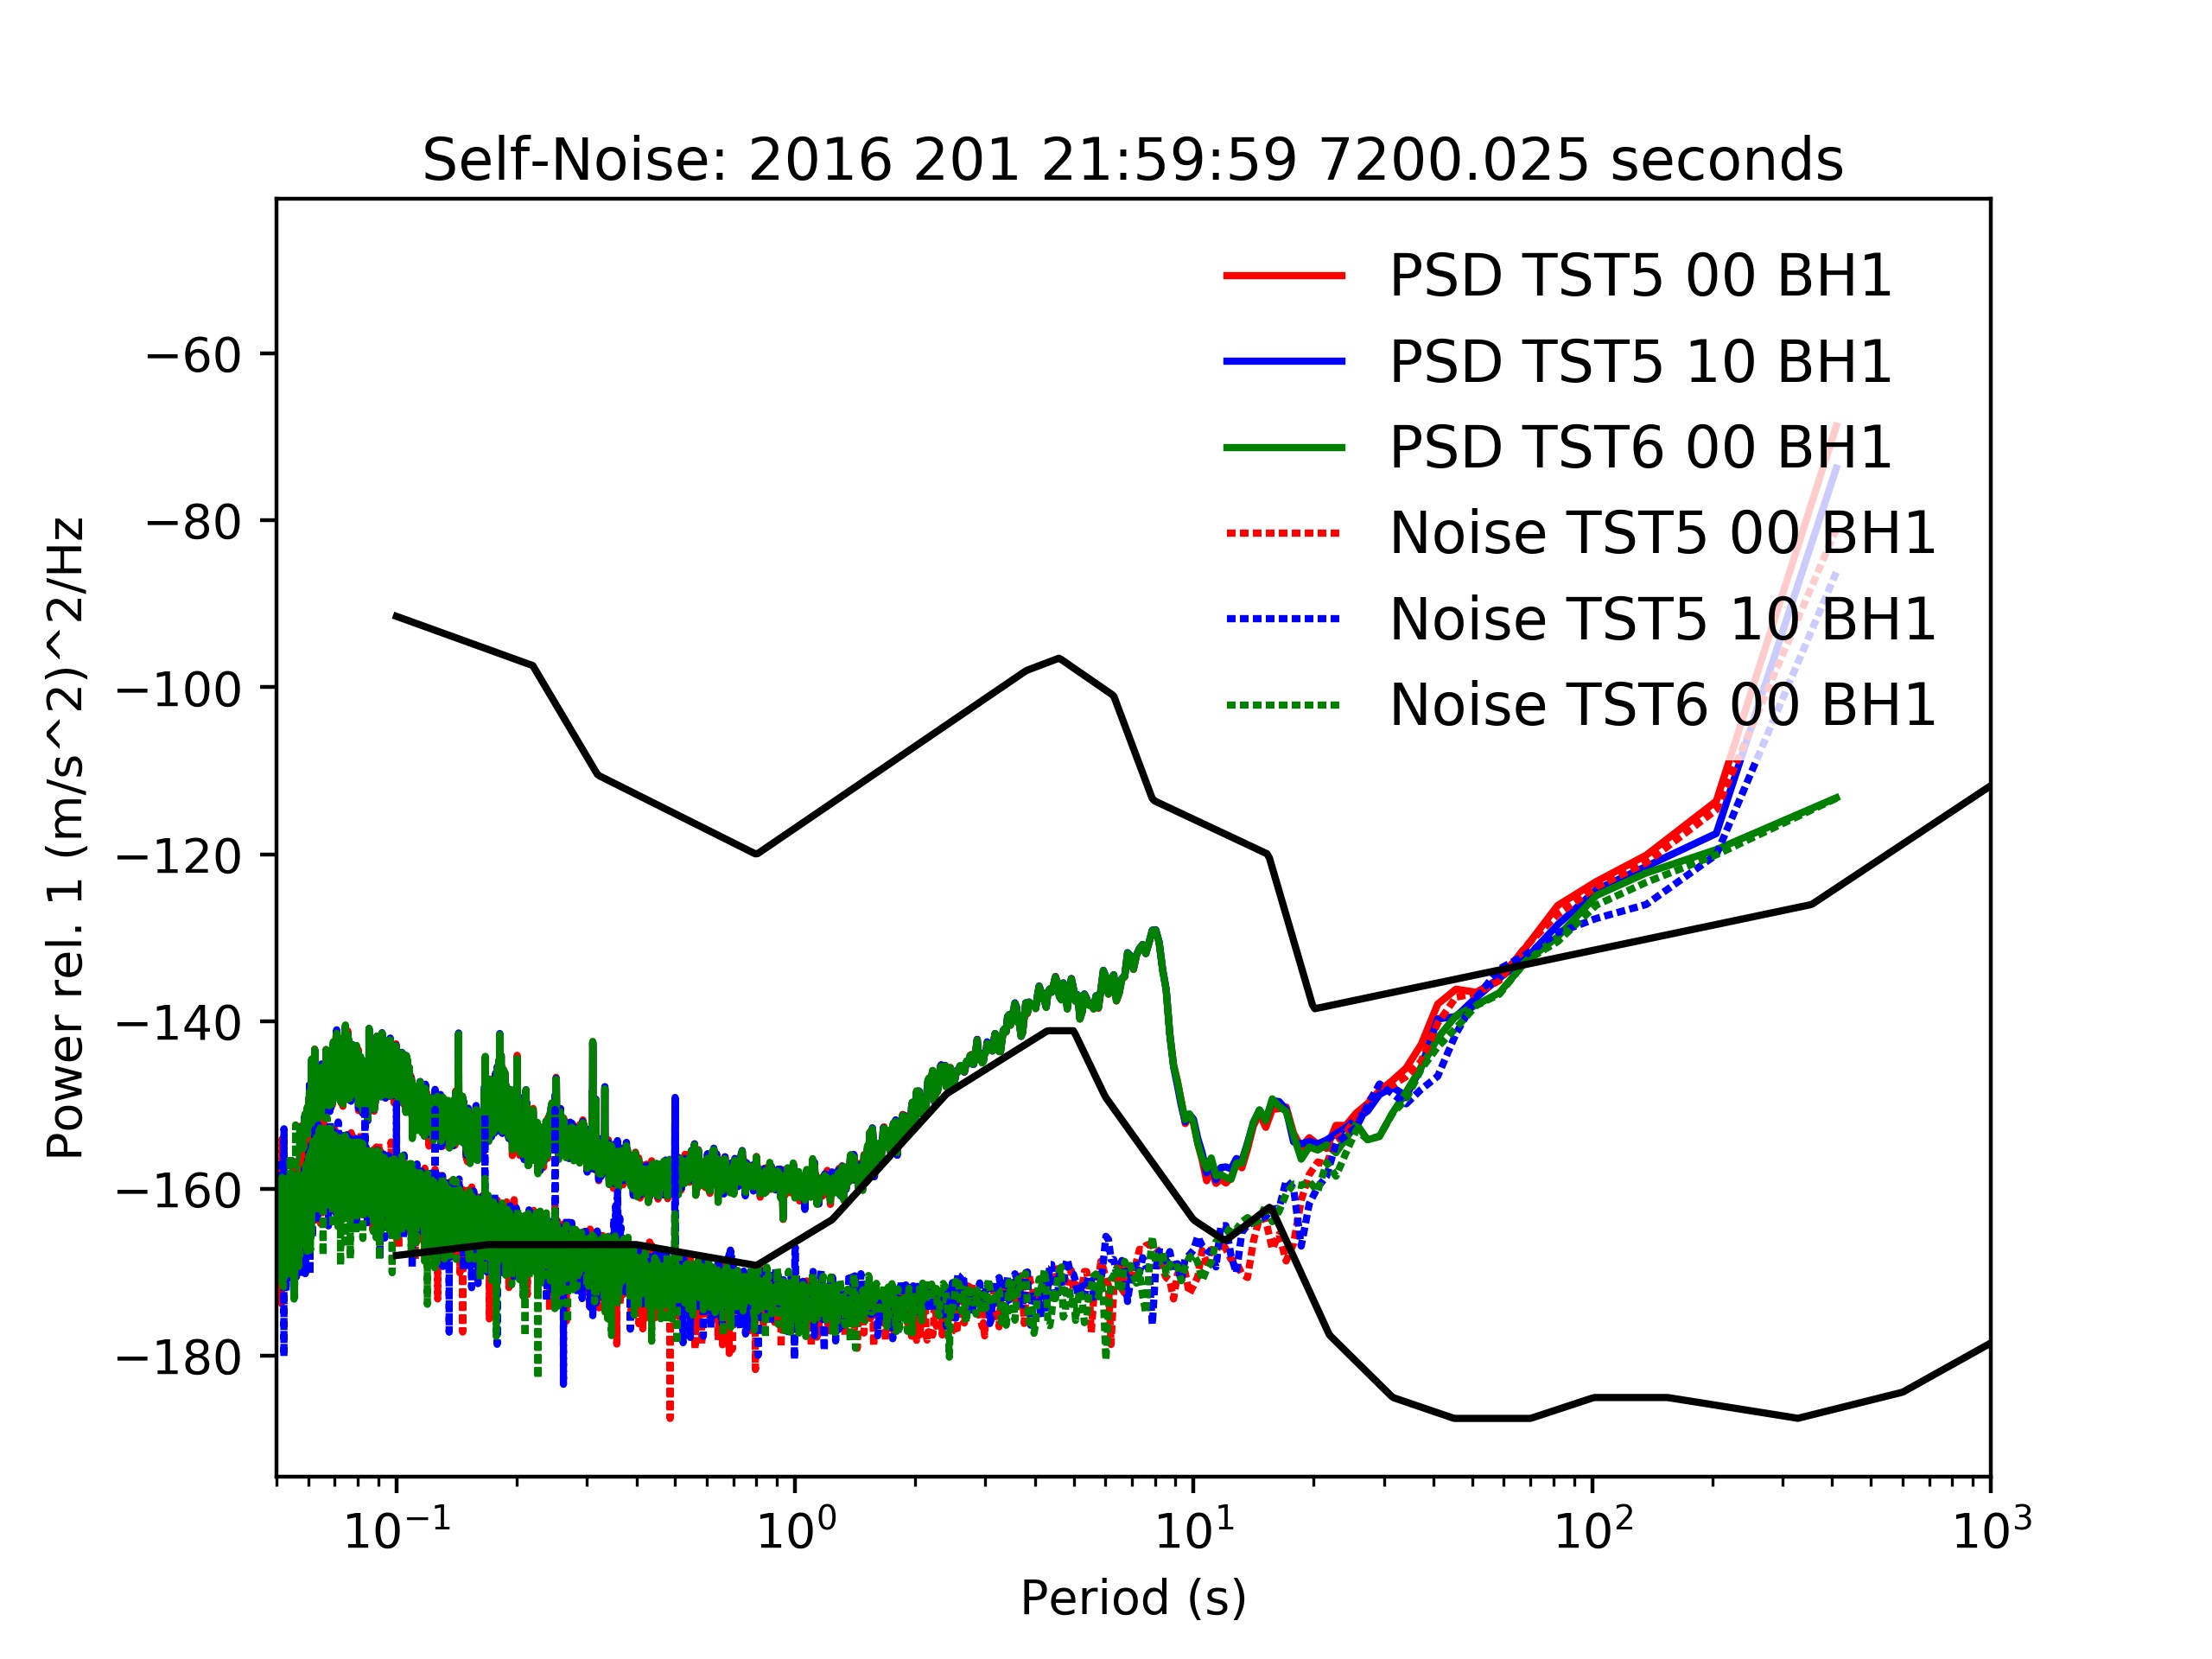 Self-Noise: 2016 201 21:59:59 7200.025 seconds
PSD TST5 00 BH1
PSD TST5 10 BH1
PSD TST6 00 BH1
Noise TST5 00 BH1
Noise TST5 10 BH1
Noise TST6 00 BH1
Power rel. 1 (m/s^2)^2/Hz
−60
−80
−100
−120
−140
−160
−180
10⁻¹ 10⁰ 10¹ 10² 10³
Period (s)